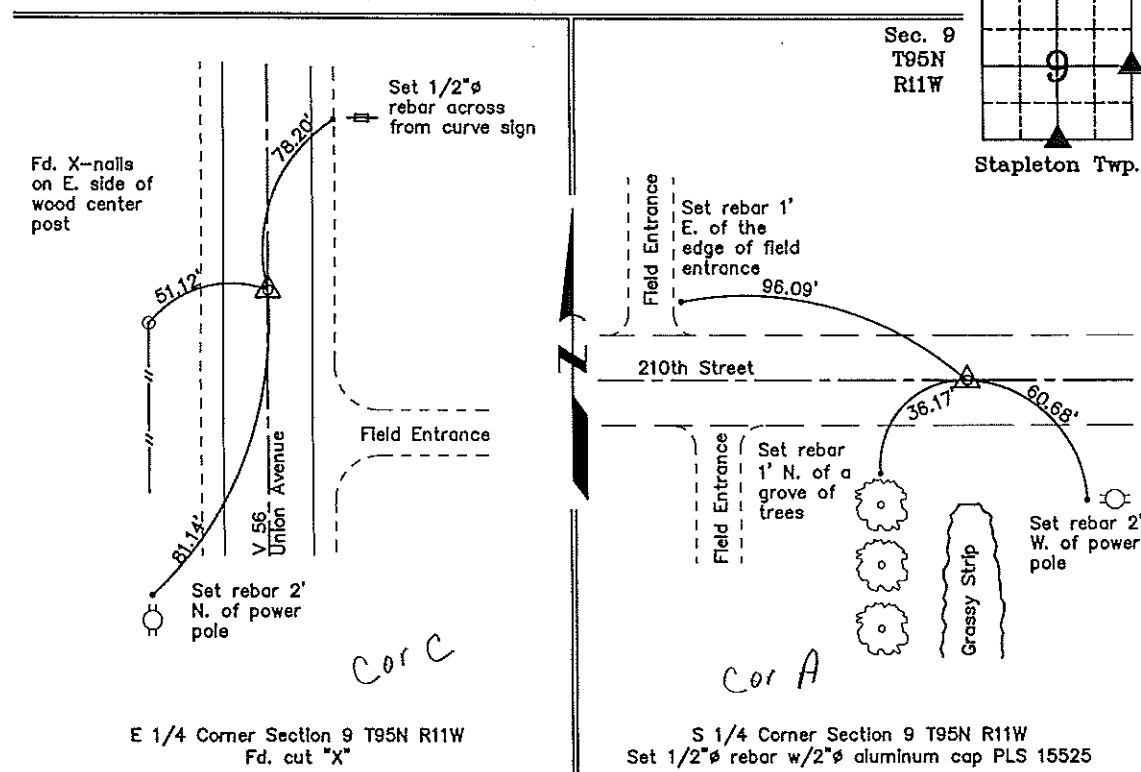 Sec. 9
T95N
R11W
9
Stapleton Twp.
Set 1/2"ø
rebar across
from curve sign
78.20'
Fd. X-nails
on E. side of
wood center
post
51.12'
Field Entrance
V 56
Union Avenue
81.14'
Set rebar 2'
N. of power
pole
Cor C
E 1/4 Corner Section 9 T95N R11W
Fd. cut "X"
N
Field Entrance
Set rebar 1'
E. of the
edge of field
entrance
96.09'
210th Street
36.17'
60.68'
Field Entrance
Set rebar
1' N. of a
grove of
trees
Grassy Strip
Set rebar 2'
W. of power
pole
Cor A
S 1/4 Corner Section 9 T95N R11W
Set 1/2"ø rebar w/2"ø aluminum cap PLS 15525